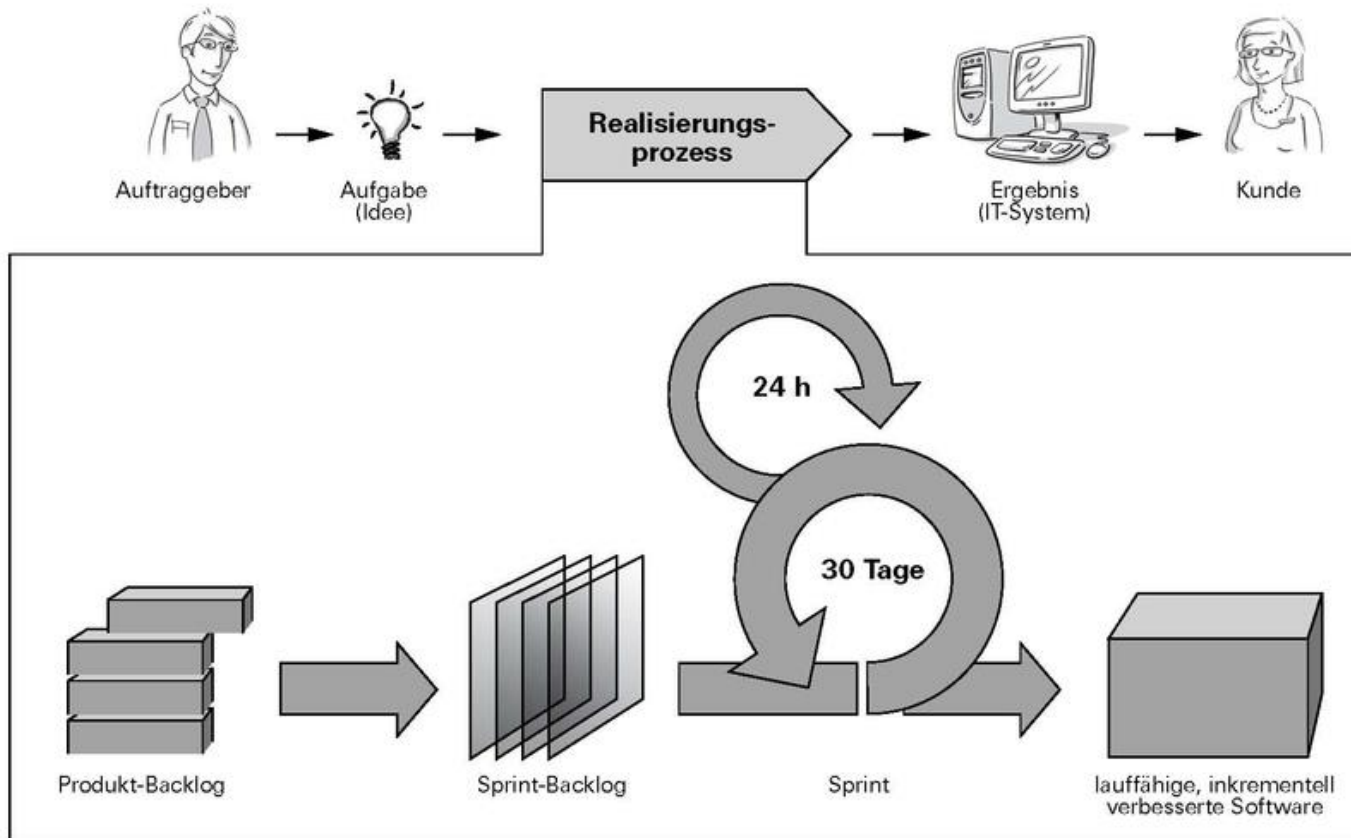 Realisierungs-
prozess
Auftraggeber
Aufgabe
(Idee)
Ergebnis
(IT-System)
Kunde
24 h
30 Tage
Produkt-Backlog
Sprint-Backlog
Sprint
lauffähige, inkrementell
verbesserte Software